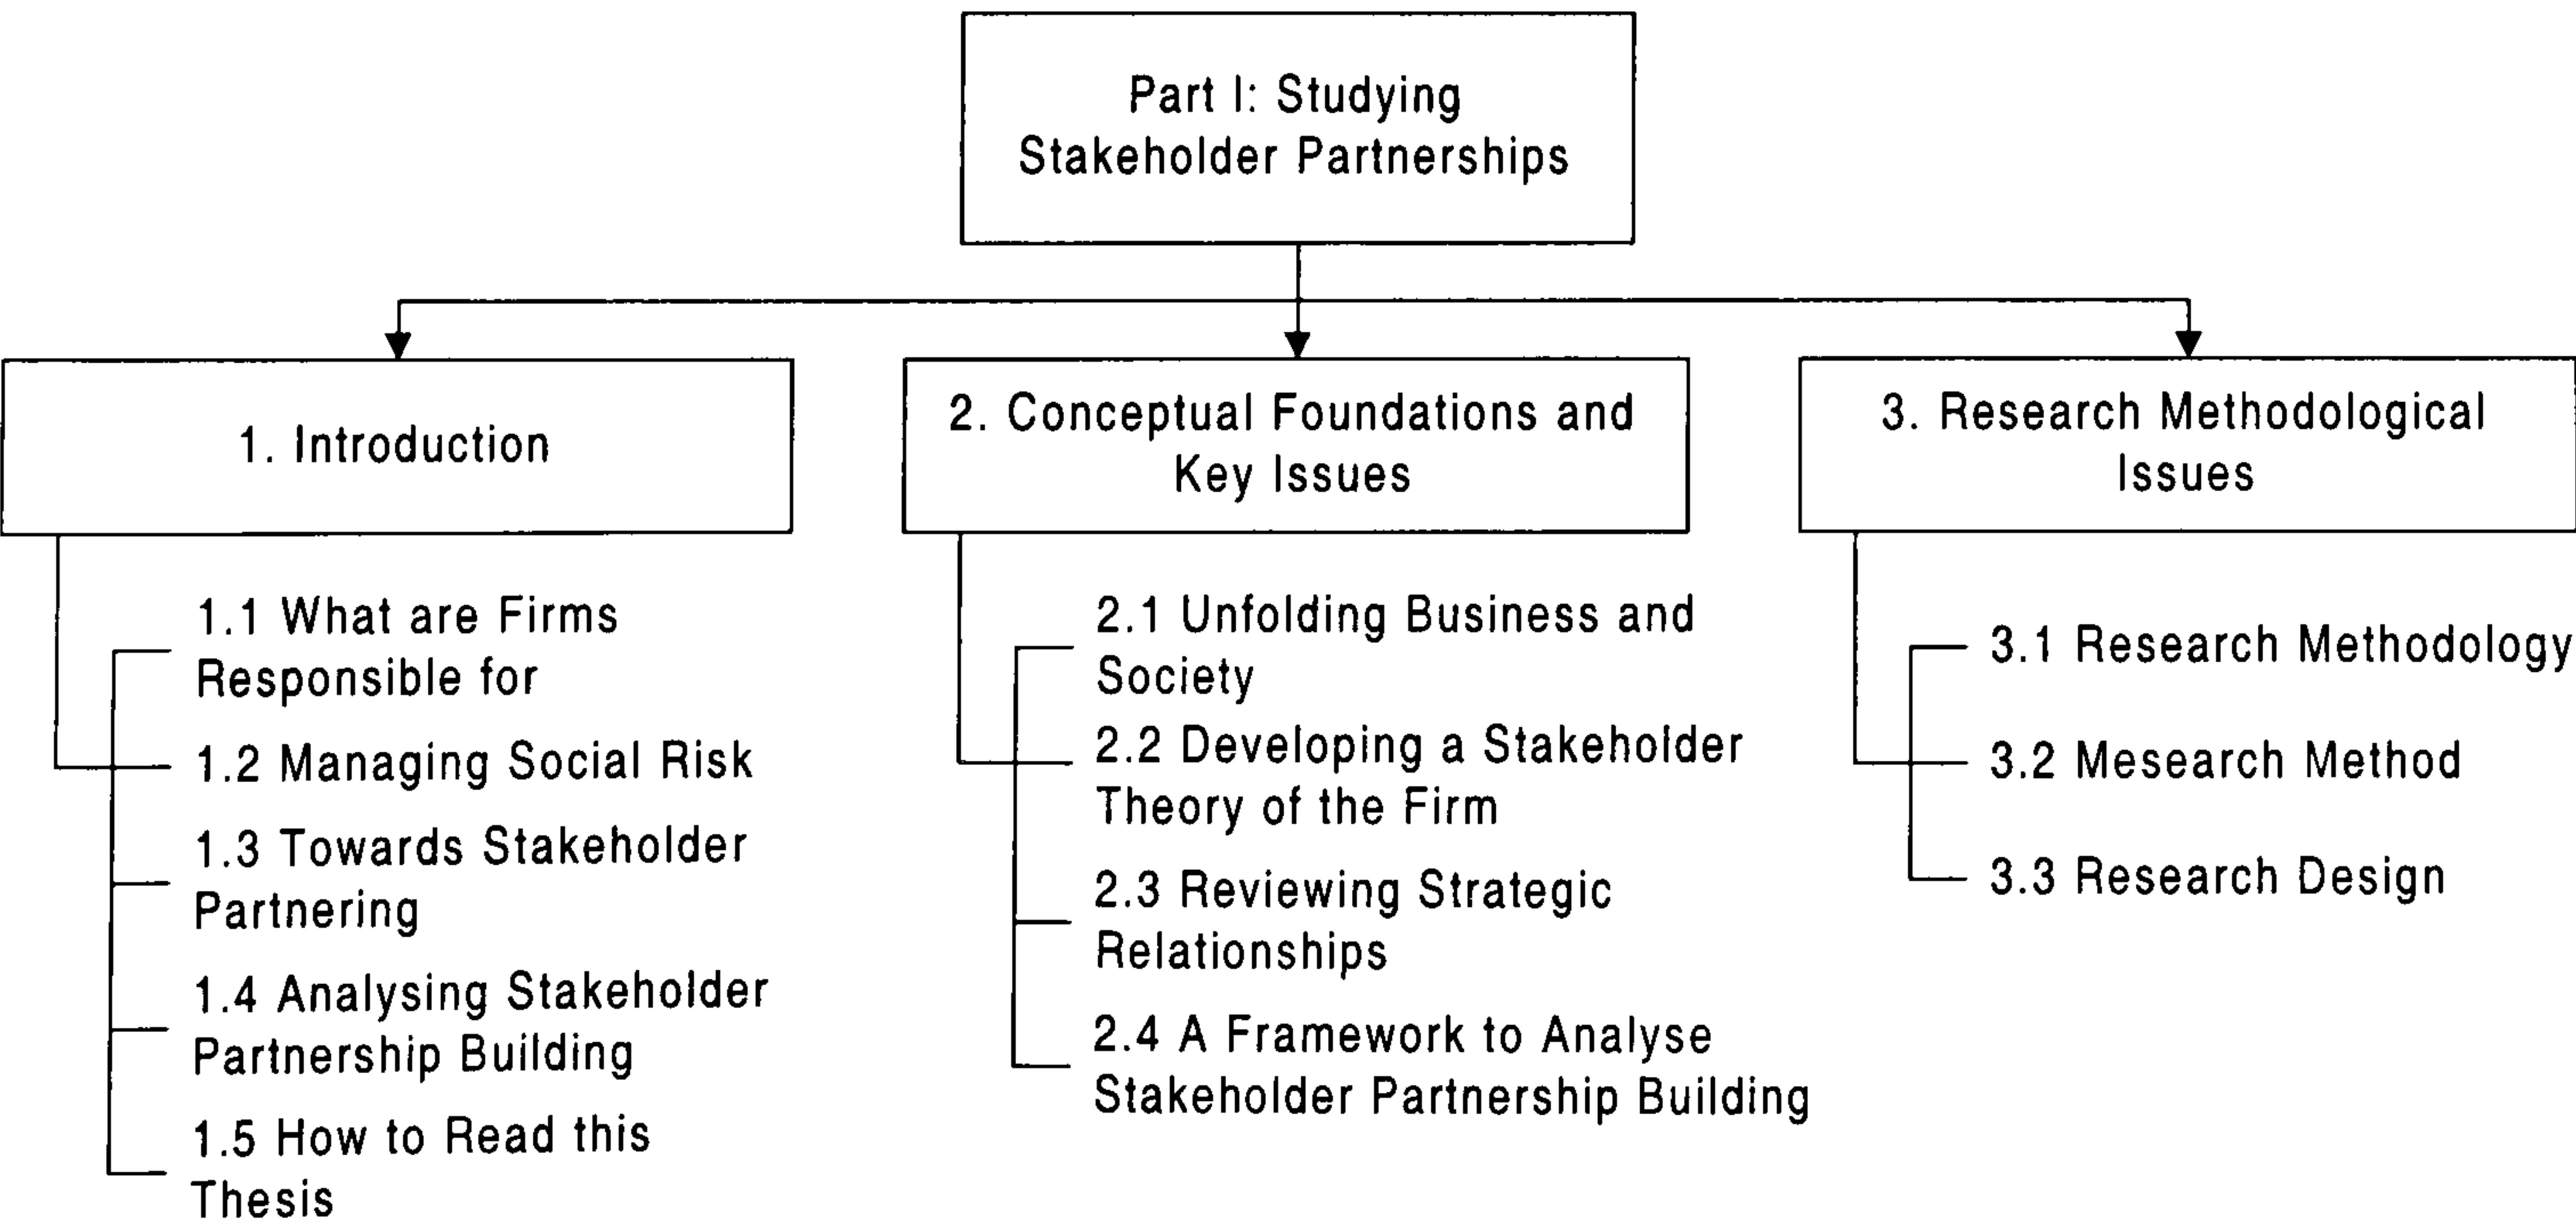 Part I: Studying
Stakeholder Partnerships
1. Introduction
2. Conceptual Foundations and
Key Issues
3. Research Methodological
Issues
1.1 What are Firms
Responsible for
1.2 Managing Social Risk
1.3 Towards Stakeholder
Partnering
1.4 Analysing Stakeholder
Partnership Building
1.5 How to Read this
Thesis
2.1 Unfolding Business and
Society
2.2 Developing a Stakeholder
Theory of the Firm
2.3 Reviewing Strategic
Relationships
2.4 A Framework to Analyse
Stakeholder Partnership Building
3.1 Research Methodology
3.2 Mesearch Method
3.3 Research Design